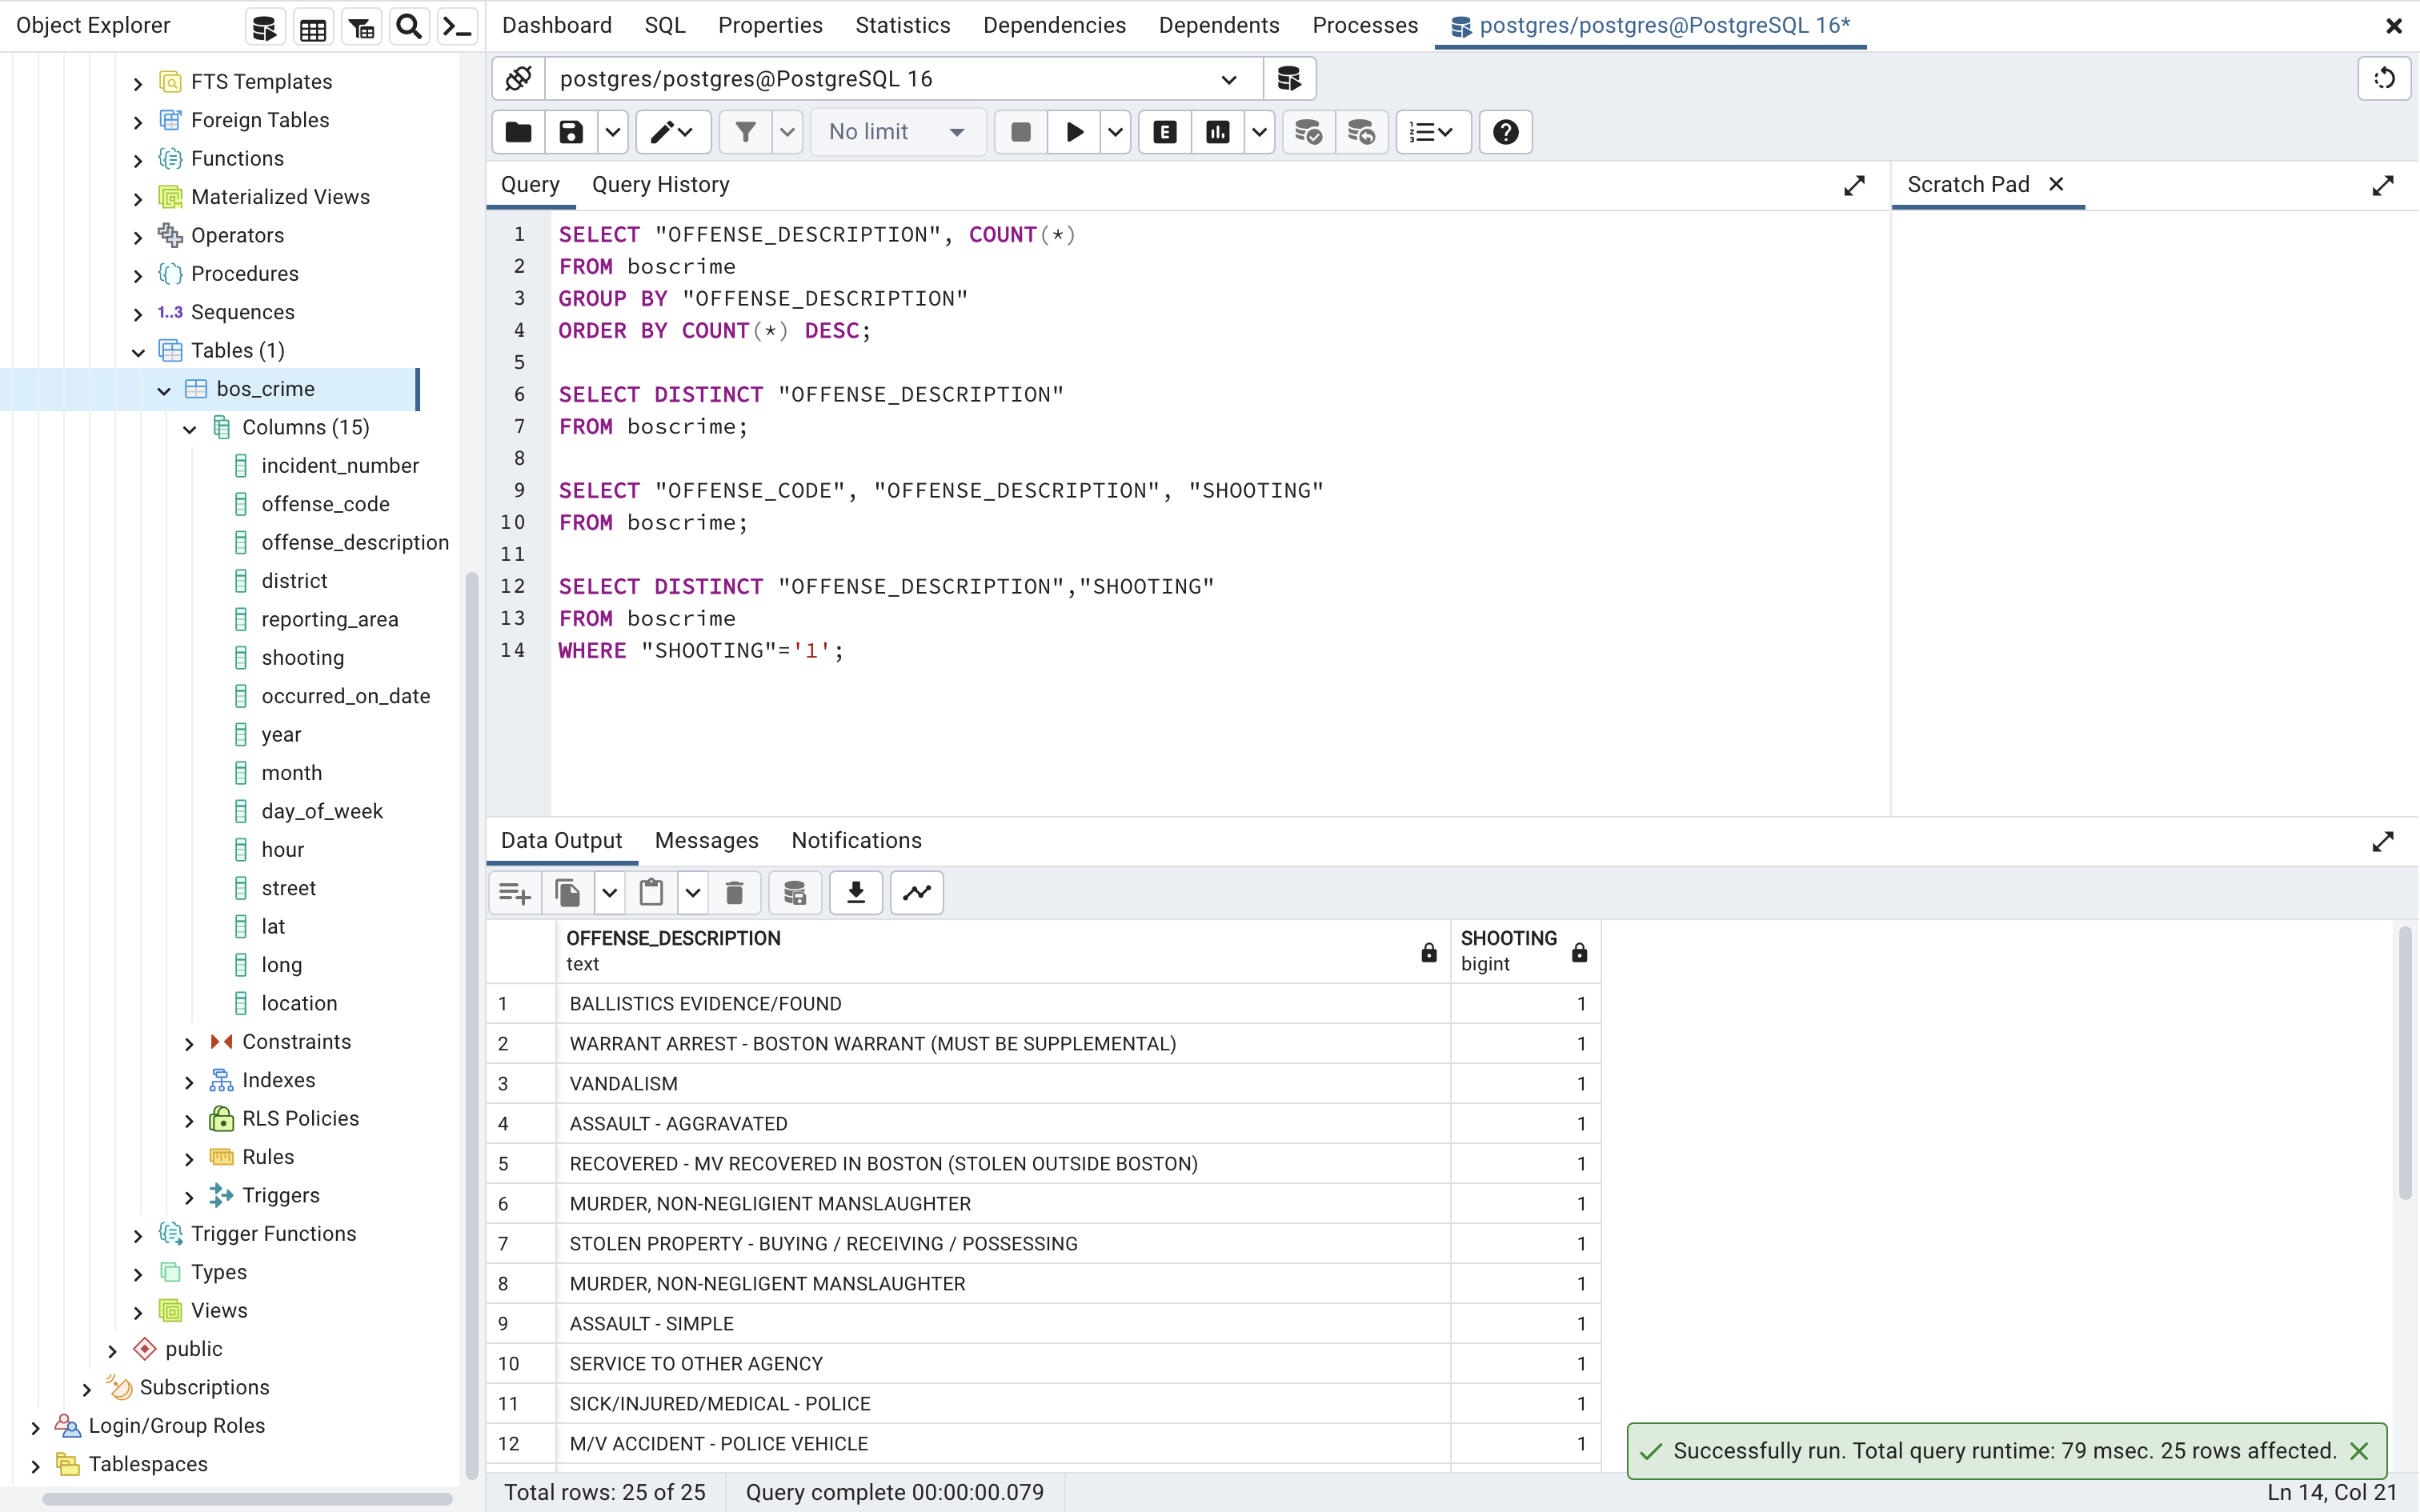 Object Explorer
Dashboard SQL Properties Statistics Dependencies Dependents Processes postgres/postgres@PostgreSQL 16*
FTS Templates
Foreign Tables
Functions
Materialized Views
Operators
Procedures
1..3 Sequences
Tables (1)
bos_crime
Columns (15)
incident_number
offense_code
offense_description
district
reporting_area
shooting
occurred_on_date
year
month
day_of_week
hour
street
lat
long
location
Constraints
Indexes
RLS Policies
Rules
Triggers
Trigger Functions
Types
Views
public
Subscriptions
Login/Group Roles
Tablespaces
postgres/postgres@PostgreSQL 16
No limit
E
Query Query History
Scratch Pad
1 SELECT "OFFENSE_DESCRIPTION", COUNT(*)
2 FROM boscrime
3 GROUP BY "OFFENSE_DESCRIPTION"
4 ORDER BY COUNT(*) DESC;
5
6 SELECT DISTINCT "OFFENSE_DESCRIPTION"
7 FROM boscrime;
8
9 SELECT "OFFENSE_CODE", "OFFENSE_DESCRIPTION", "SHOOTING"
10 FROM boscrime;
11
12 SELECT DISTINCT "OFFENSE_DESCRIPTION","SHOOTING"
13 FROM boscrime
14 WHERE "SHOOTING"='1';
Data Output Messages Notifications
OFFENSE_DESCRIPTION SHOOTING
text bigint
1 BALLISTICS EVIDENCE/FOUND 1
2 WARRANT ARREST - BOSTON WARRANT (MUST BE SUPPLEMENTAL) 1
3 VANDALISM 1
4 ASSAULT - AGGRAVATED 1
5 RECOVERED - MV RECOVERED IN BOSTON (STOLEN OUTSIDE BOSTON) 1
6 MURDER, NON-NEGLIGIENT MANSLAUGHTER 1
7 STOLEN PROPERTY - BUYING / RECEIVING / POSSESSING 1
8 MURDER, NON-NEGLIGENT MANSLAUGHTER 1
9 ASSAULT - SIMPLE 1
10 SERVICE TO OTHER AGENCY 1
11 SICK/INJURED/MEDICAL - POLICE 1
12 M/V ACCIDENT - POLICE VEHICLE 1
Successfully run. Total query runtime: 79 msec. 25 rows affected.
Total rows: 25 of 25 Query complete 00:00:00.079 Ln 14, Col 21